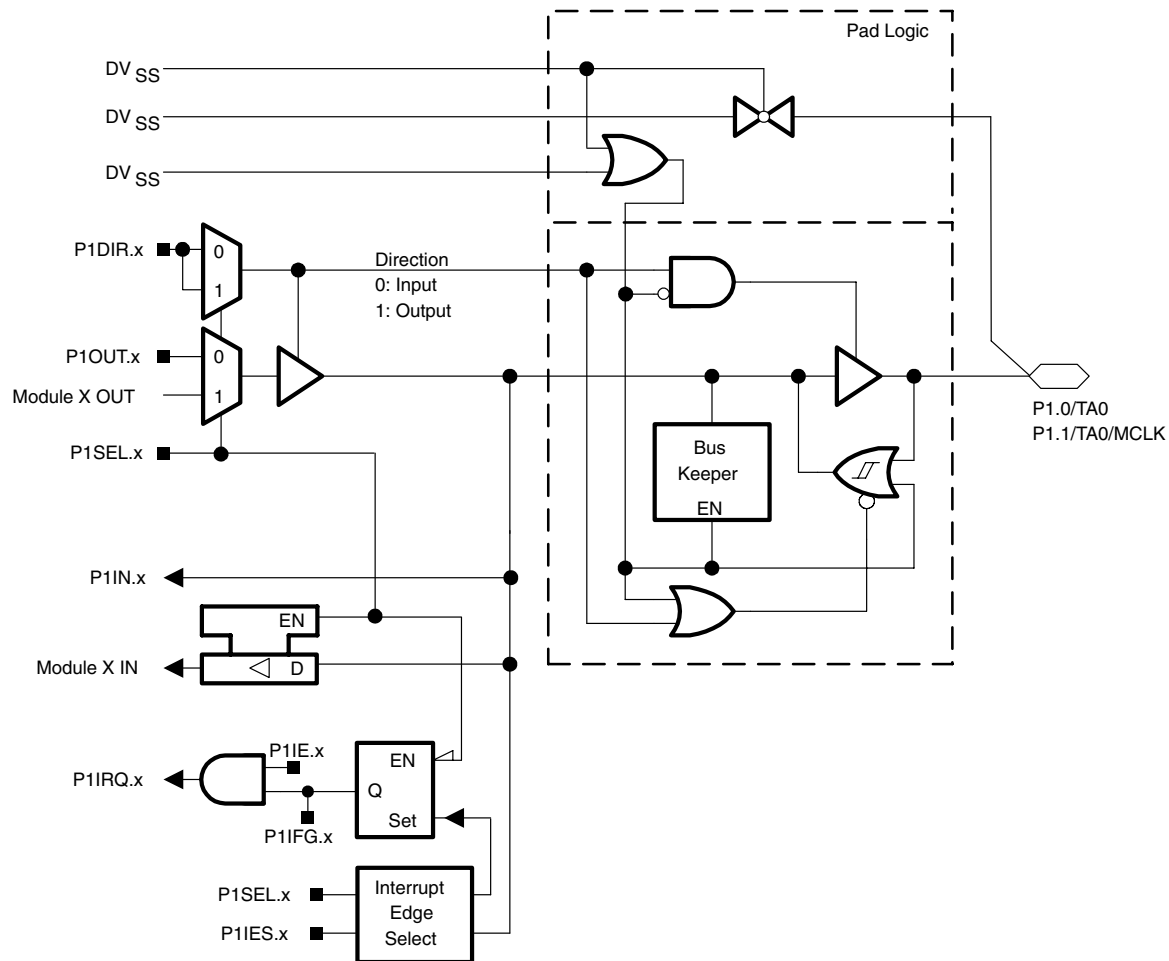 Pad Logic
DVSS
DVSS
DVSS
P1DIR.x
0
1
Direction
0: Input
1: Output
P1OUT.x
0
Module X OUT
1
P1SEL.x
Bus
Keeper
EN
P1.0/TA0
P1.1/TA0/MCLK
P1IN.x
EN
Module X IN
D
P1IE.x
EN
P1IRQ.x
Q
P1IFG.x
Set
P1SEL.x
P1IES.x
Interrupt
Edge
Select